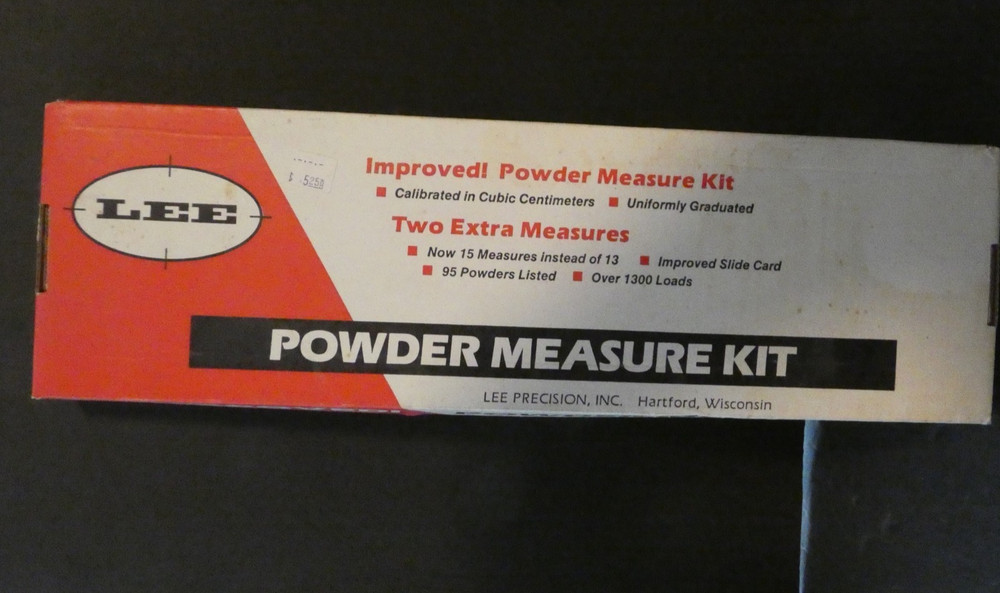 LEE
$ 5.25
Improved! Powder Measure Kit
■ Calibrated in Cubic Centimeters ■ Uniformly Graduated
Two Extra Measures
■ Now 15 Measures instead of 13 ■ Improved Slide Card
■ 95 Powders Listed ■ Over 1300 Loads
POWDER MEASURE KIT
LEE PRECISION, INC. Hartford, Wisconsin